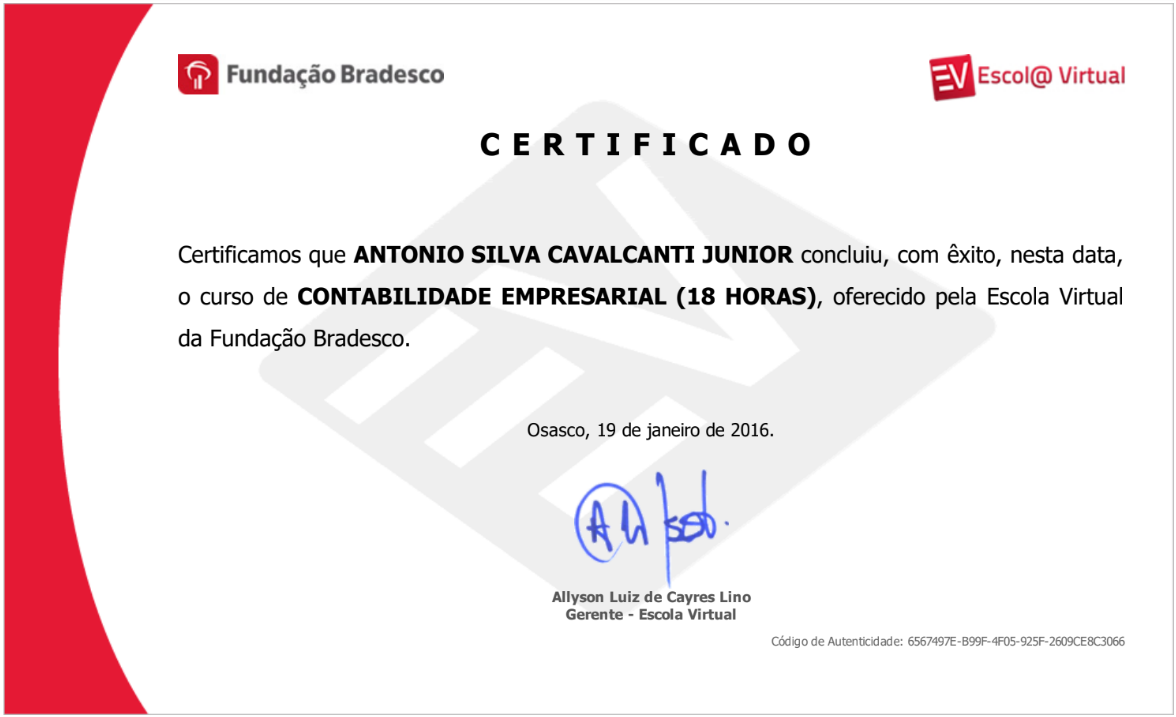 Fundação Bradesco
EV Escol@ Virtual
CERTIFICADO
Certificamos que ANTONIO SILVA CAVALCANTI JUNIOR concluiu, com êxito, nesta data,
o curso de CONTABILIDADE EMPRESARIAL (18 HORAS), oferecido pela Escola Virtual
da Fundação Bradesco.
Osasco, 19 de janeiro de 2016.
Allyson Luiz de Cayres Lino
Gerente - Escola Virtual
Código de Autenticidade: 6567497E-B99F-4F05-925F-2609CE8C3066